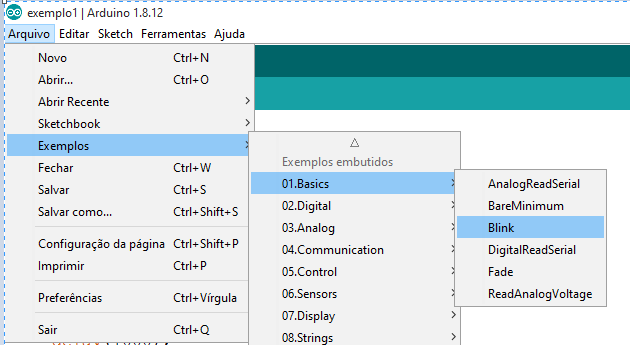 exemplo1 | Arduino 1.8.12
Arquivo Editar Sketch Ferramentas Ajuda
Novo Ctrl+N
Abrir... Ctrl+O
Abrir Recente
Sketchbook
Exemplos
Fechar Ctrl+W
Salvar Ctrl+S
Salvar como... Ctrl+Shift+S
Configuração da página Ctrl+Shift+P
Imprimir Ctrl+P
Preferências Ctrl+Vírgula
Sair Ctrl+Q
Exemplos embutidos
01.Basics
02.Digital
03.Analog
04.Communication
05.Control
06.Sensors
07.Display
08.Strings
AnalogReadSerial
BareMinimum
Blink
DigitalReadSerial
Fade
ReadAnalogVoltage